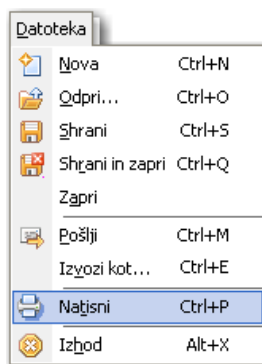 Datoteka
Nova Ctrl+N
Odpri... Ctrl+O
Shrani Ctrl+S
Shrani in zapri Ctrl+Q
Zapri
Pošlji Ctrl+M
Izvozi kot... Ctrl+E
Natisni Ctrl+P
Izhod Alt+X